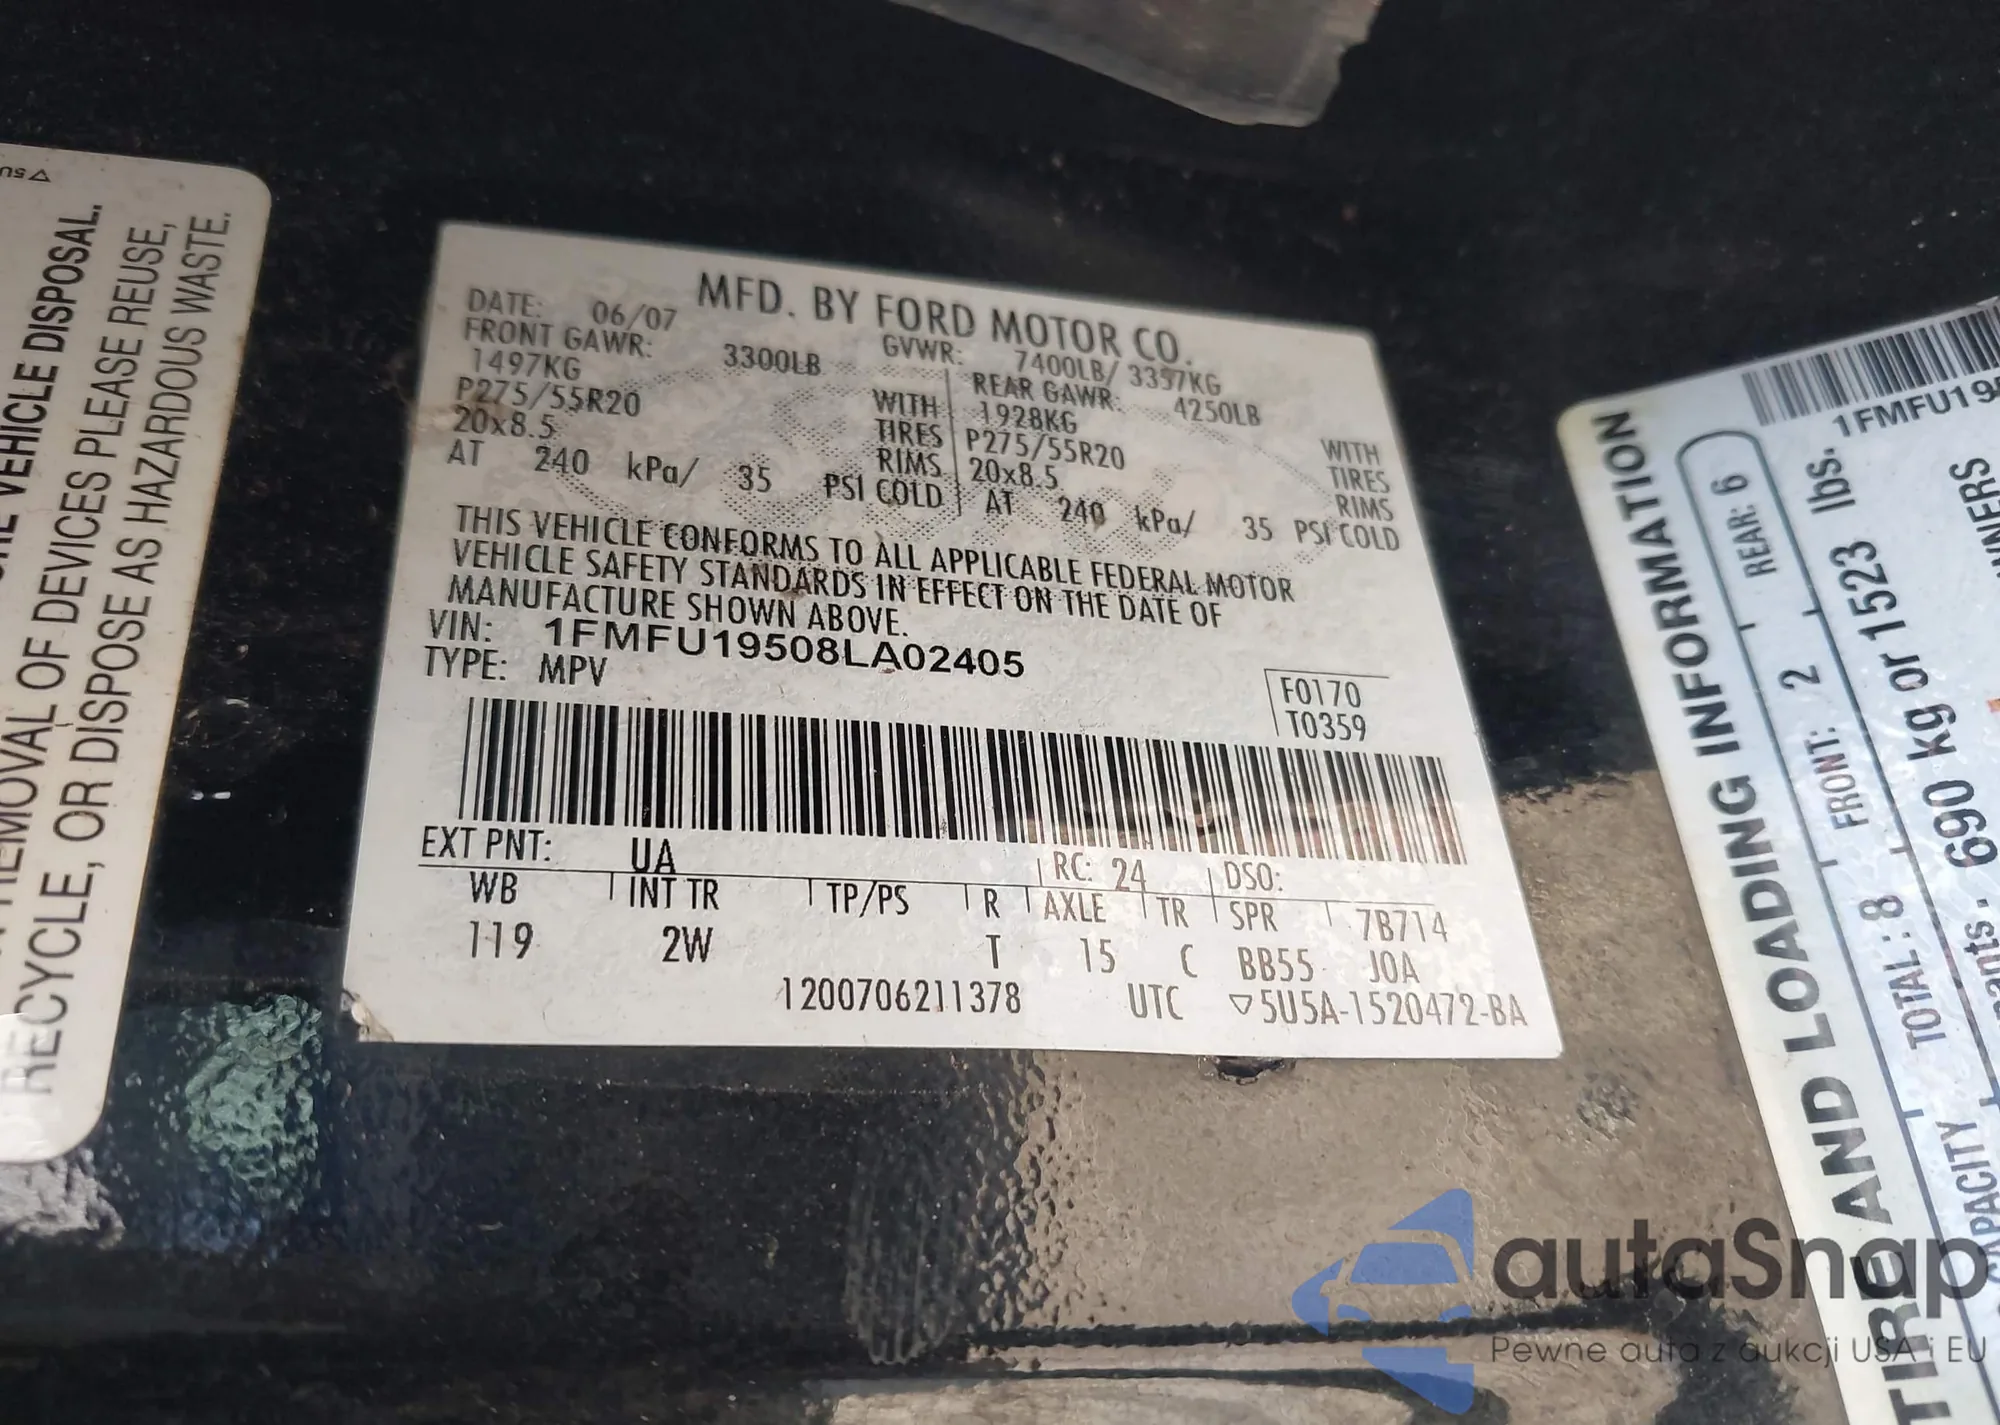 5U
VEHICLE DISPOSAL.
REMOVAL OF DEVICES PLEASE REUSE,
RECYCLE, OR DISPOSE AS HAZARDOUS WASTE.
MFD. BY FORD MOTOR CO.
DATE: 06/07 GVWR: 7400LB/ 3357KG
FRONT GAWR: 3300LB REAR GAWR: 4250LB
1497KG WITH 1928KG WITH
P275/55R20 TIRES P275/55R20 TIRES
20x8.5 RIMS 20x8.5 RIMS
AT 240 kPa/ 35 PSI COLD AT 240 kPa/ 35 PSI COLD
THIS VEHICLE CONFORMS TO ALL APPLICABLE FEDERAL MOTOR
VEHICLE SAFETY STANDARDS IN EFFECT ON THE DATE OF
MANUFACTURE SHOWN ABOVE.
VIN: 1FMFU19508LA02405
TYPE: MPV
F0170
T0359
EXT PNT: UA RC: 24 DSO:
WB INT TR TP/PS R AXLE TR SPR 7B714
119 2W T 15 C BB55 JOA
1200706211378 UTC ▽5U5A-1520472-BA
1FMFU195
TIRE AND LOADING INFORMATION
TOTAL: 8 FRONT: 2 REAR: 6
690 kg or 1523 lbs.
CAPACITY
autaSnap
Pewne auta z aukcji USA i EU